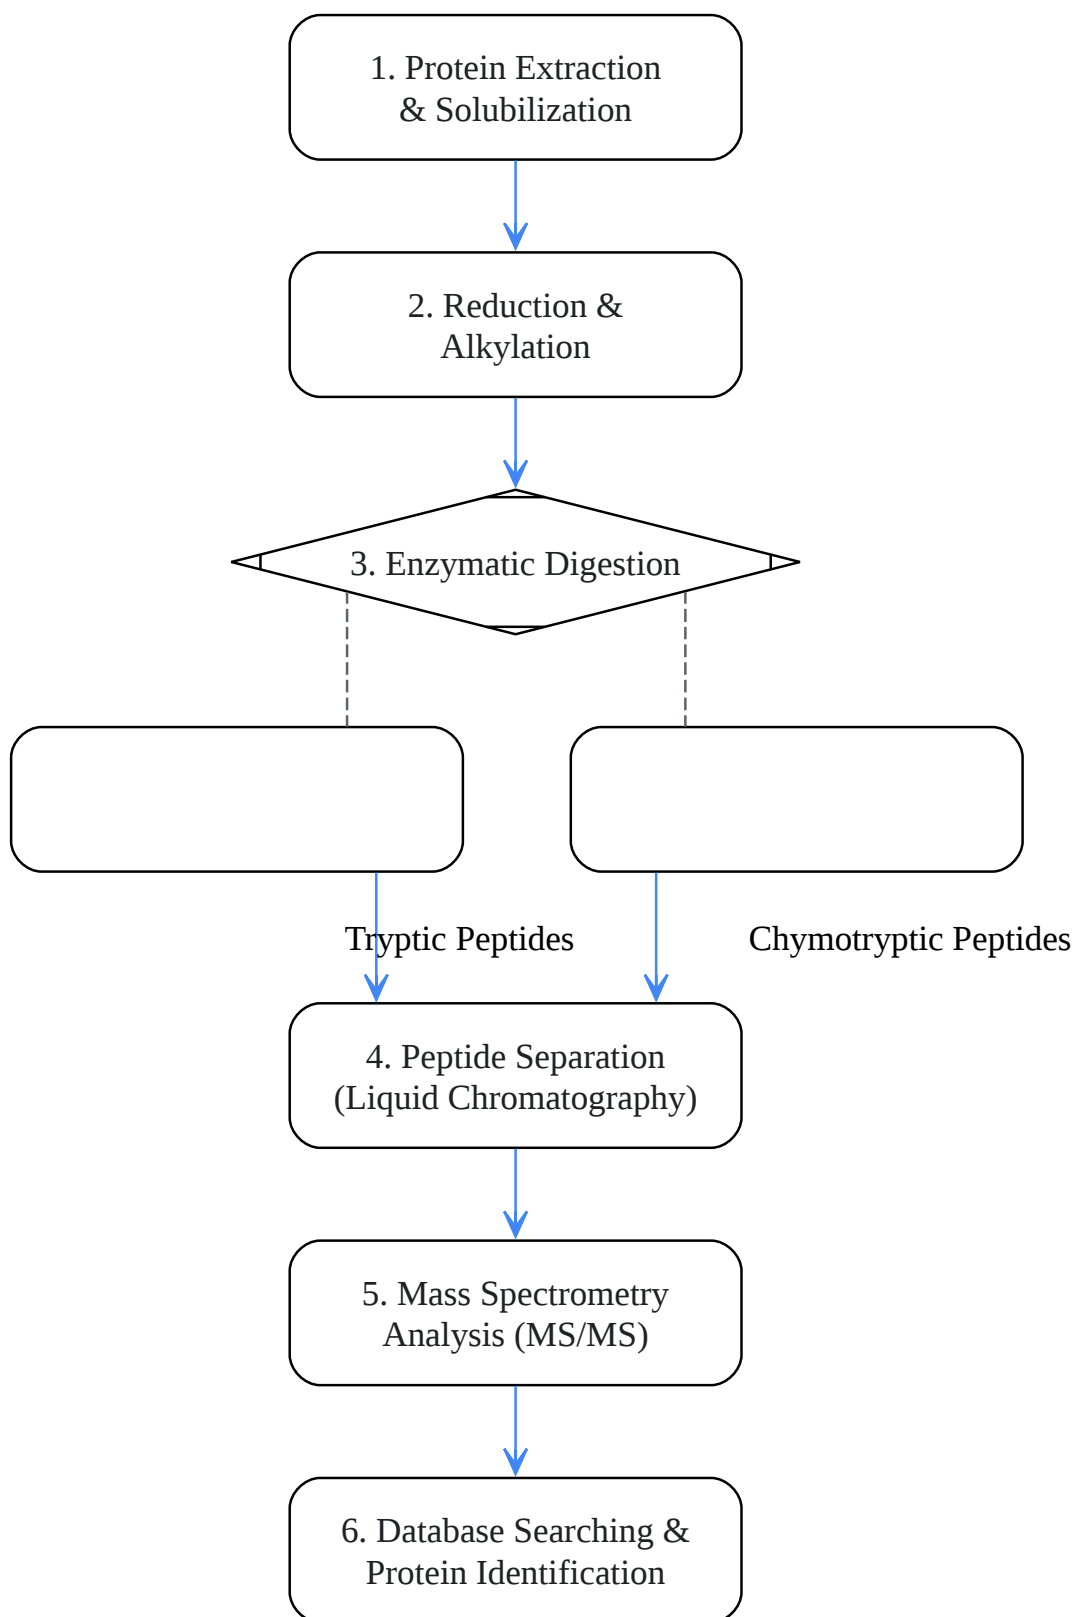 1. Protein Extraction
& Solubilization
2. Reduction &
Alkylation
3. Enzymatic Digestion
Tryptic Peptides
Chymotryptic Peptides
4. Peptide Separation
(Liquid Chromatography)
5. Mass Spectrometry
Analysis (MS/MS)
6. Database Searching &
Protein Identification